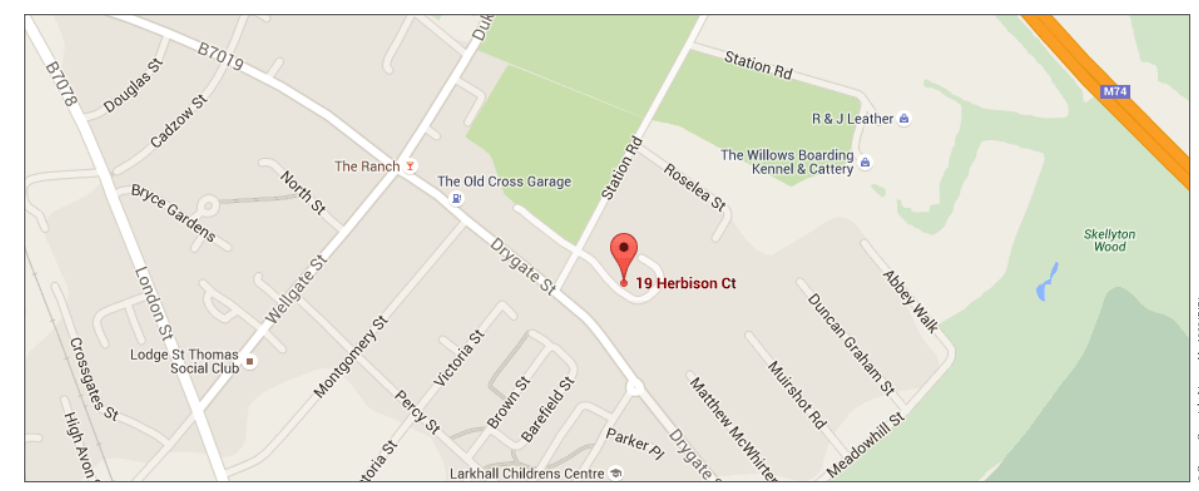 B7019
Duk
B7078
Douglas St
Cadzow St
Station Rd
M74
R & J Leather
The Ranch
The Willows Boarding
Kennel & Cattery
Station Rd
Roselea St
The Old Cross Garage
North St
Bryce Gardens
Skellyton
Wood
Drygate St
19 Herbison Ct
Wellgate St
London St
Abbey Walk
Duncan Graham St
Lodge St Thomas
Social Club
Montgomery St
Victoria St
Crossgates St
Percy St
Brown St
Barefield St
Matthew McWhirter
Muirshot Rd
High Avon S
toria St
Parker Pl
Drygate S
Meadowhill St
Larkhall Childrens Centre